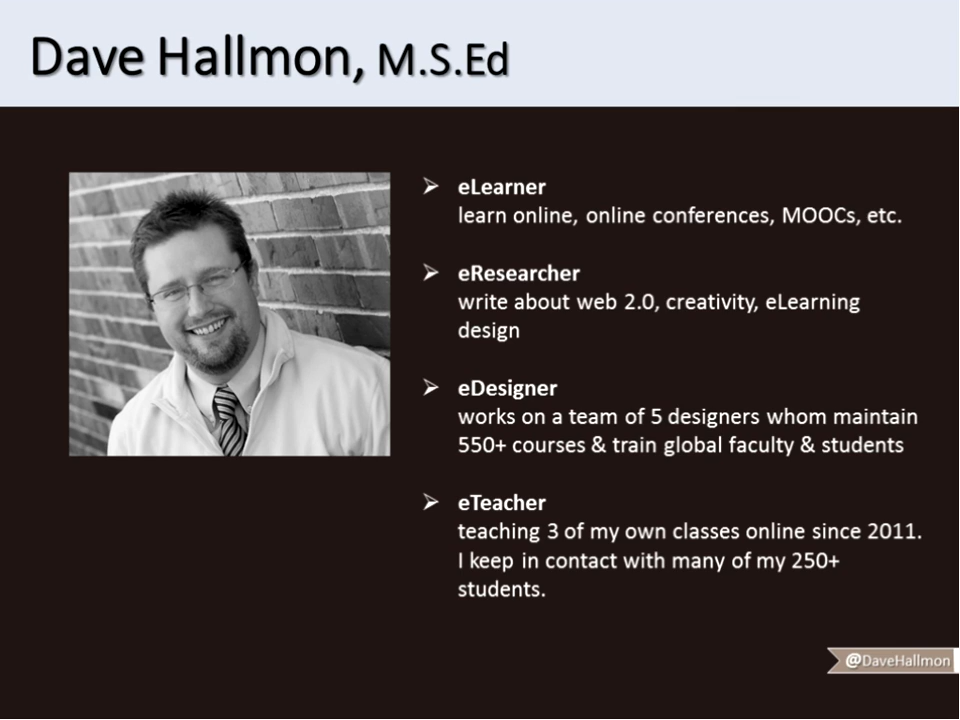 Dave Hallmon, M.S.Ed
eLearner
learn online, online conferences, MOOCs, etc.
eResearcher
write about web 2.0, creativity, eLearning
design
eDesigner
works on a team of 5 designers whom maintain
550+ courses & train global faculty & students
eTeacher
teaching 3 of my own classes online since 2011.
I keep in contact with many of my 250+
students.
@DaveHallmon